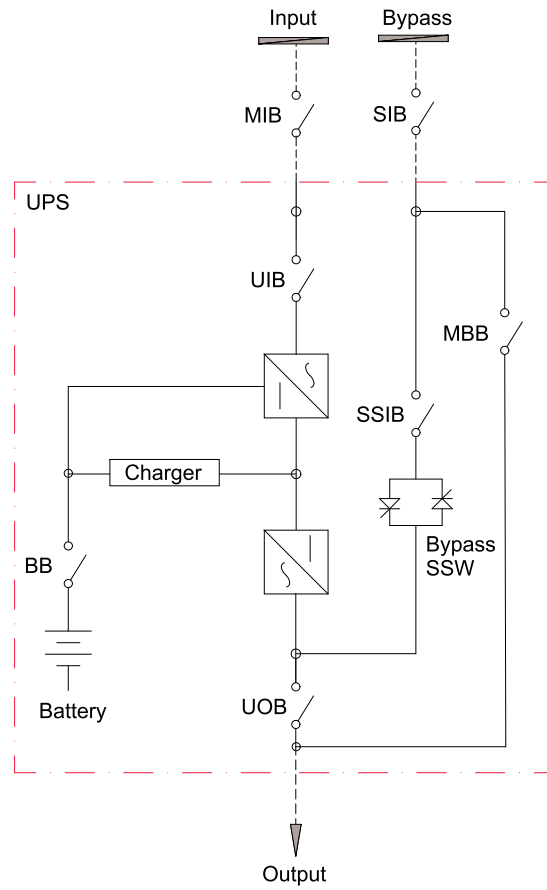 Input
Bypass
MIB
SIB
UPS
UIB
MBB
SSIB
Charger
Bypass
SSW
BB
Battery
UOB
Output